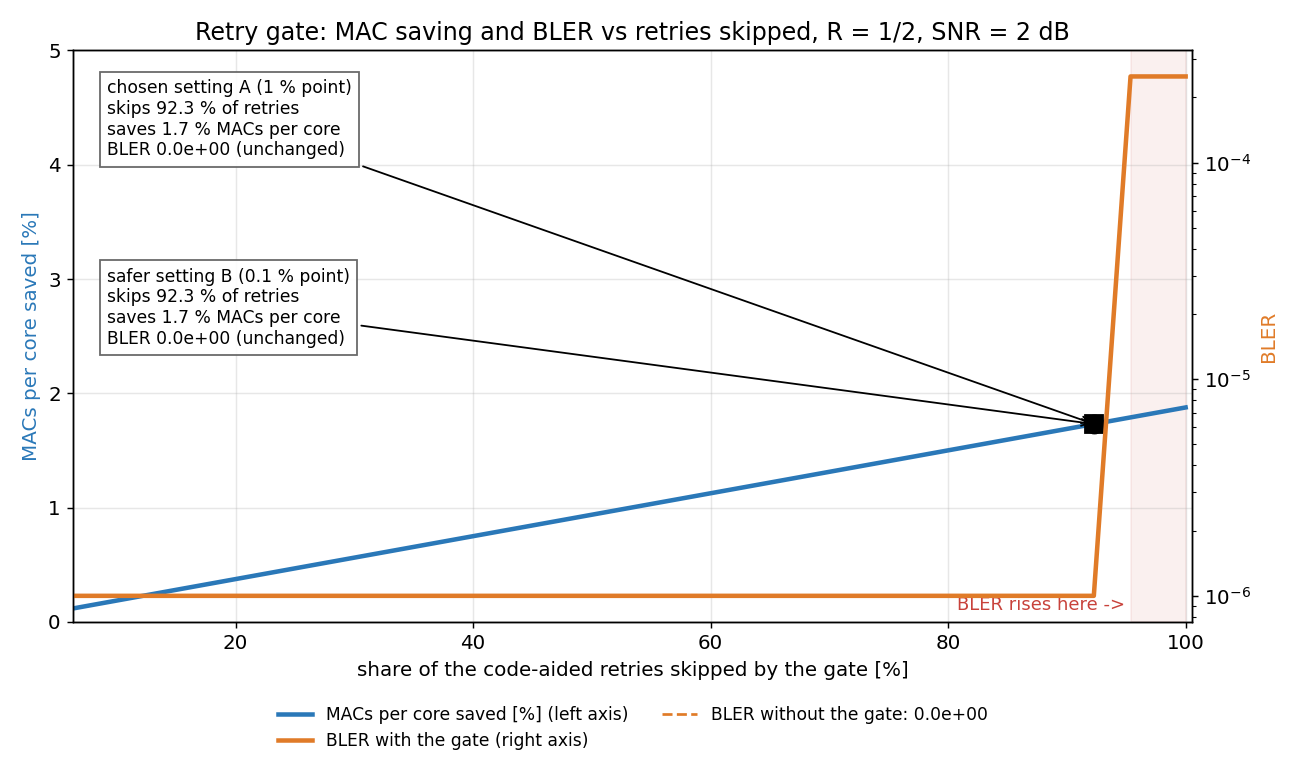 Retry gate: MAC saving and BLER vs retries skipped, R = 1/2, SNR = 2 dB
5
4
3
2
1
0
MACs per core saved [%]
chosen setting A (1 % point)
skips 92.3 % of retries
saves 1.7 % MACs per core
BLER 0.0e+00 (unchanged)
safer setting B (0.1 % point)
skips 92.3 % of retries
saves 1.7 % MACs per core
BLER 0.0e+00 (unchanged)
BLER rises here ->
10⁻⁴
10⁻⁵
10⁻⁶
BLER
20 40 60 80 100
share of the code-aided retries skipped by the gate [%]
MACs per core saved [%] (left axis)
BLER with the gate (right axis)
BLER without the gate: 0.0e+00